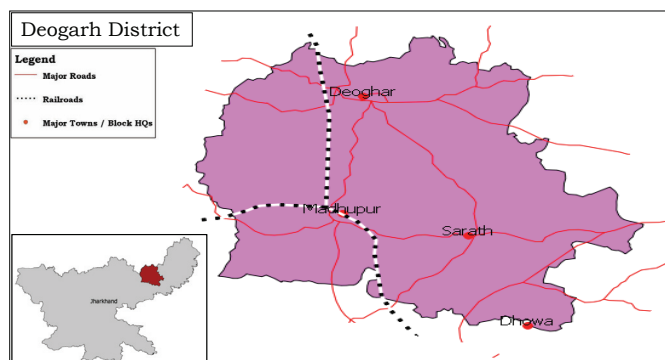 Deogarh District
Legend
Major Roads
Railroads
Major Towns / Block HQs
Deoghar
Madhupur
Sarath
Dhowa
Jharkhand